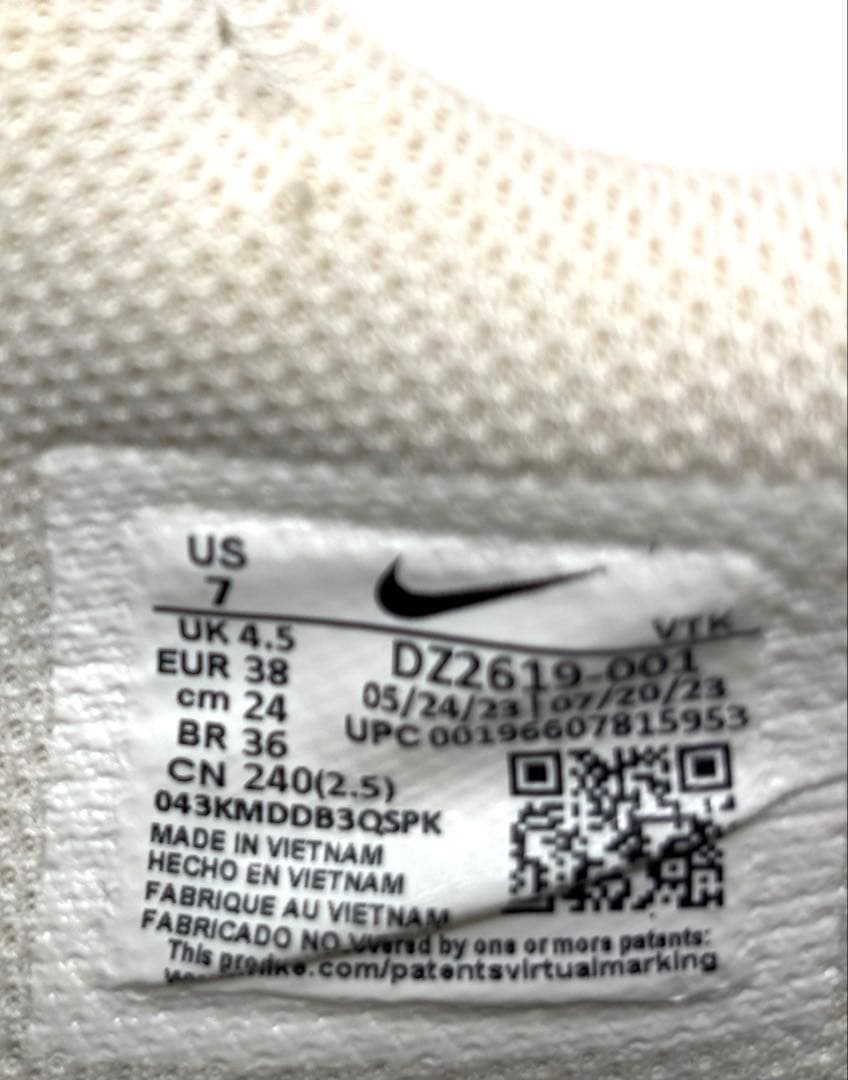 US
7
VTK
UK 4.5
EUR 38
cm 24
BR 36
CN 240(2.5)
DZ2619-001
05/24/23 07/20/23
UPC 00196607815953
043KMDDB3QSPK
MADE IN VIETNAM
HECHO EN VIETNAM
FABRIQUE AU VIETNAM
FABRICADO NO
This by one or more patents:
.com/patentsvirtualmarking